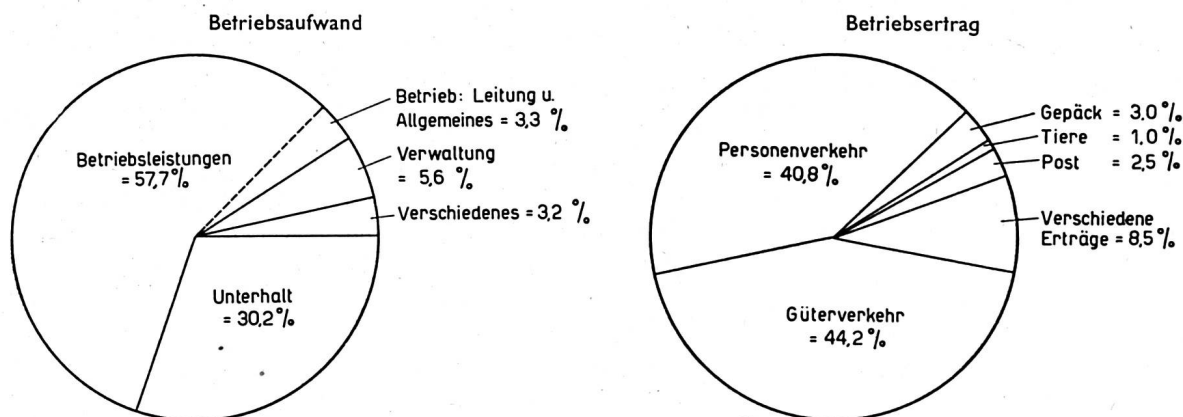 Betriebsaufwand
Betriebsleistungen
= 57,7%
Betrieb: Leitung u.
Allgemeines = 3,3 %
Verwaltung
= 5,6 %
Verschiedenes = 3,2 %
Unterhalt
= 30,2%
Betriebsertrag
Personenverkehr
= 40,8%
Gepäck = 3,0 %
Tiere = 1,0 %
Post = 2,5 %
Verschiedene
Erträge = 8,5 %
Güterverkehr
= 44,2%